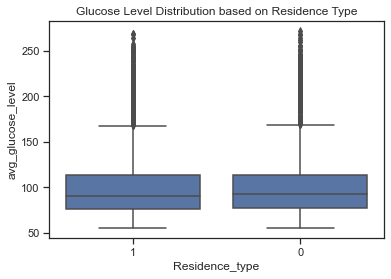 Glucose Level Distribution based on Residence Type
avg_glucose_level
250
200
150
100
50
1
0
Residence_type